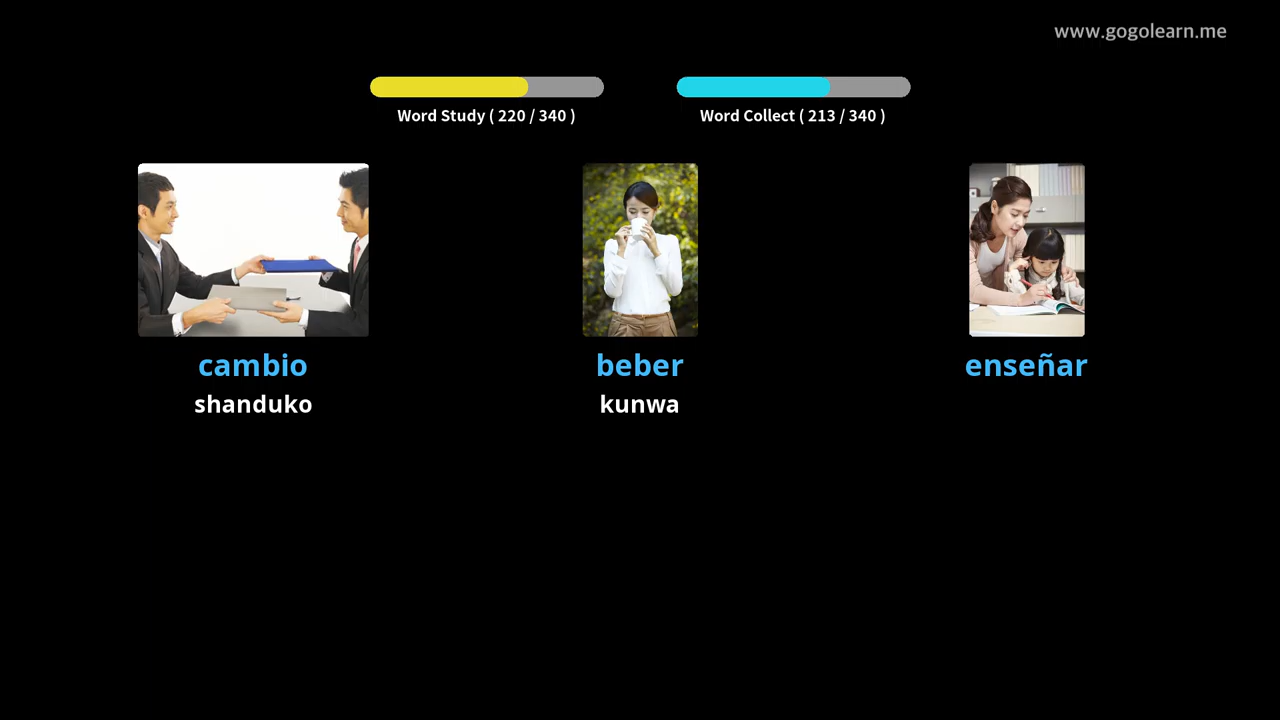 www.gogolearn.me
Word Study ( 220 / 340 )
Word Collect ( 213 / 340 )
cambio
beber
enseñar
shanduko
kunwa